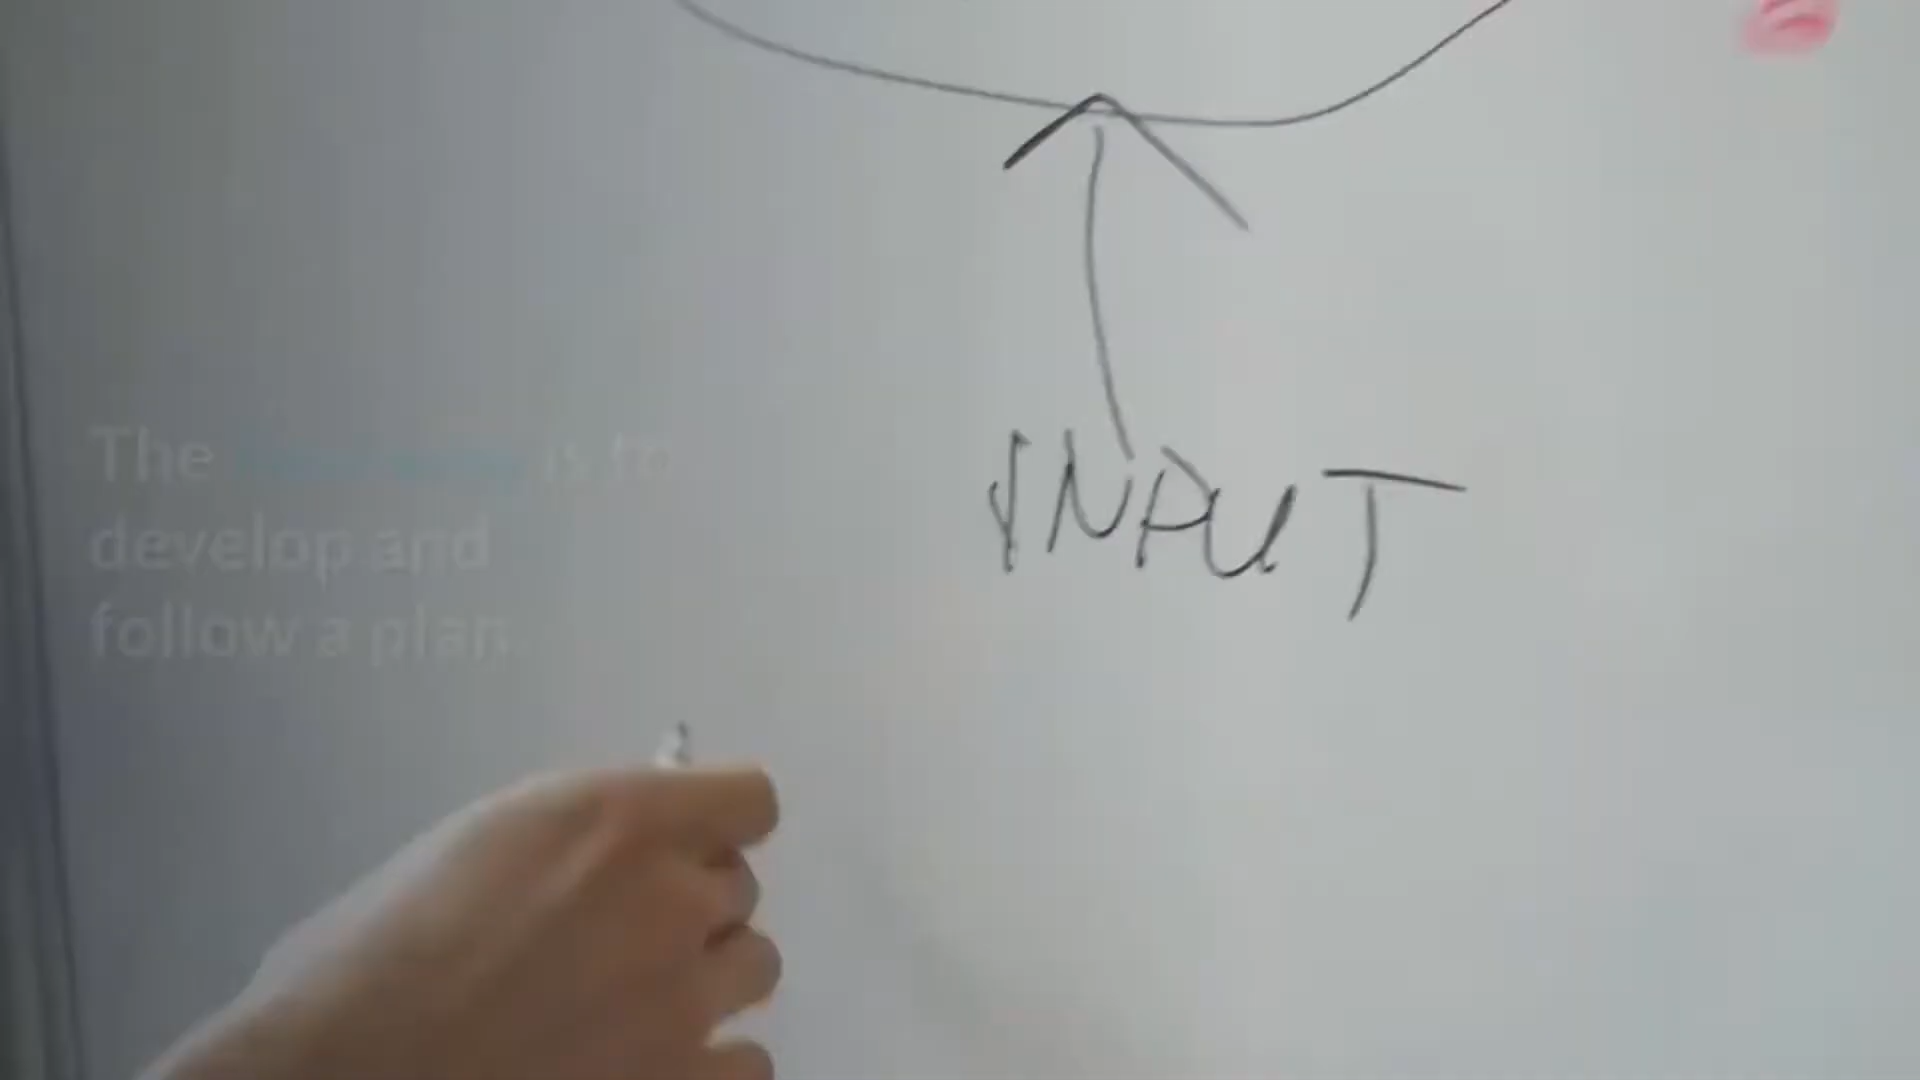 The is to
develop and
follow a plan
INPUT